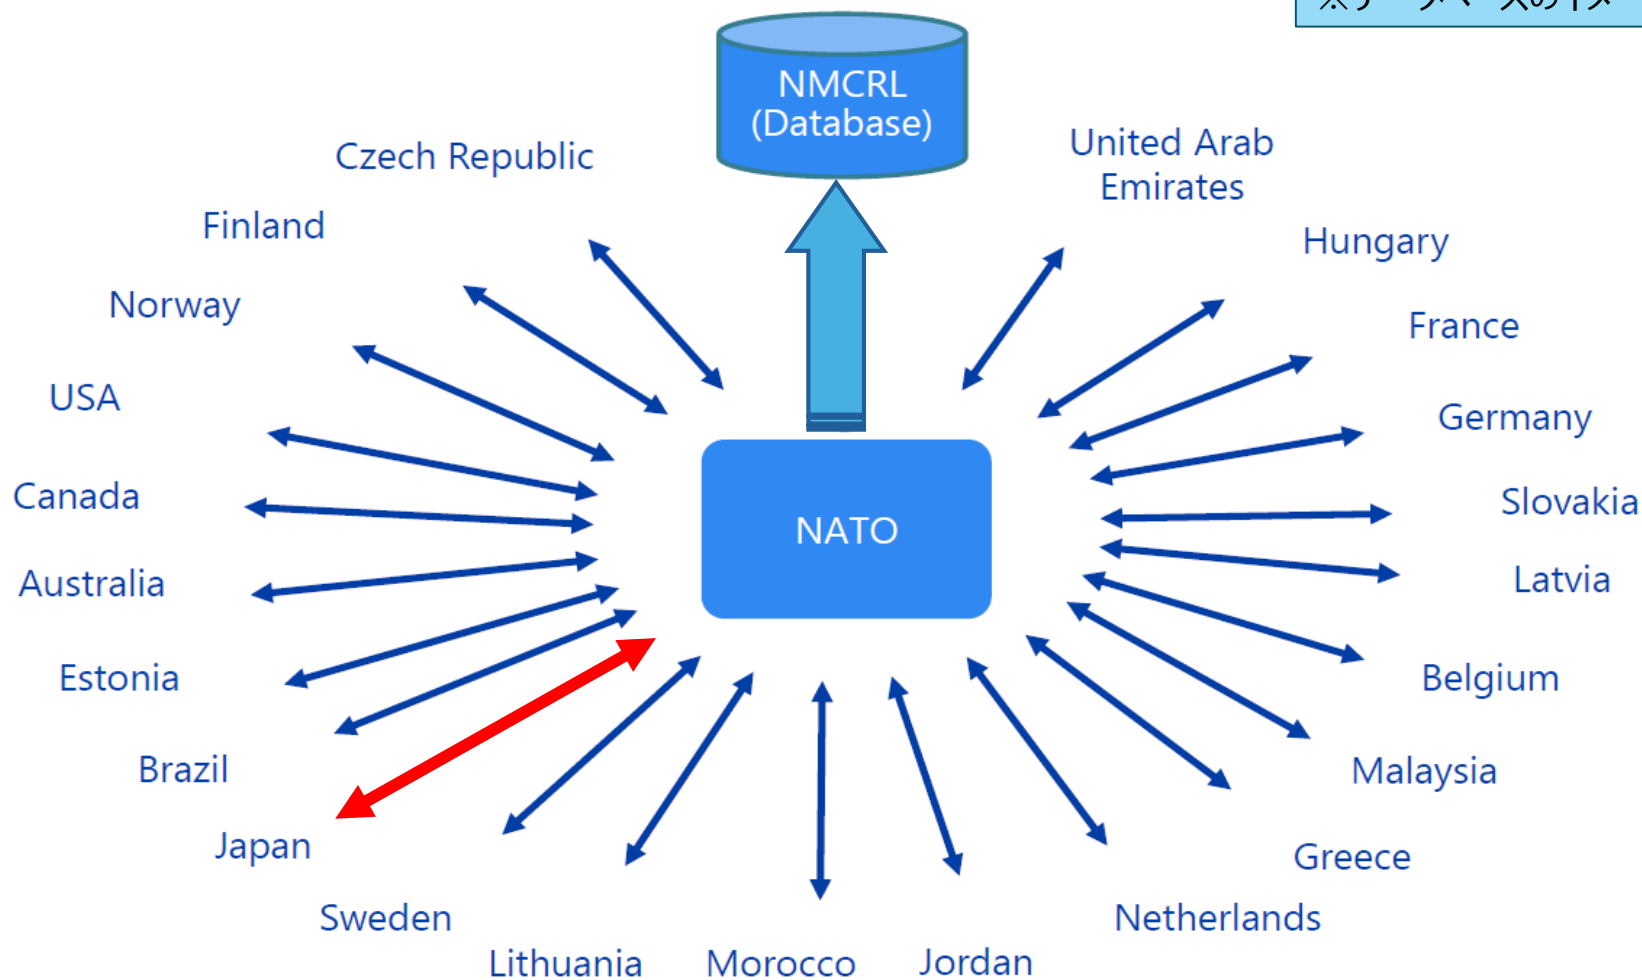 NMCRL
(Database)
Czech Republic
United Arab
Emirates
Finland
Hungary
Norway
France
USA
Germany
Canada
Slovakia
NATO
Australia
Latvia
Estonia
Belgium
Brazil
Malaysia
Japan
Greece
Sweden
Netherlands
Lithuania
Morocco
Jordan